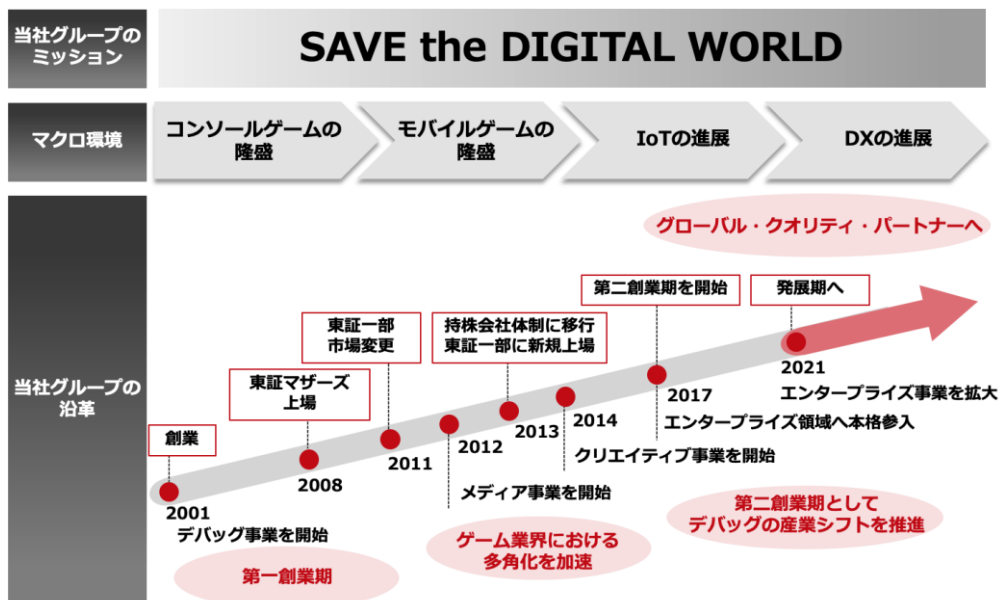 当社グループの
ミッション
SAVE the DIGITAL WORLD
マクロ環境
コンソールゲームの
隆盛
モバイルゲームの
隆盛
IoTの進展
DXの進展
当社グループの
沿革
グローバル・クオリティ・パートナーへ
創業
東証マザーズ
上場
東証一部
市場変更
持株会社体制に移行
東証一部に新規上場
第二創業期を開始
発展期へ
2001
デバッグ事業を開始
2008
2011
2012
メディア事業を開始
2013
2014
クリエイティブ事業を開始
2017
エンタープライズ領域へ本格参入
2021
エンタープライズ事業を拡大
第一創業期
ゲーム業界における
多角化を加速
第二創業期として
デバッグの産業シフトを推進